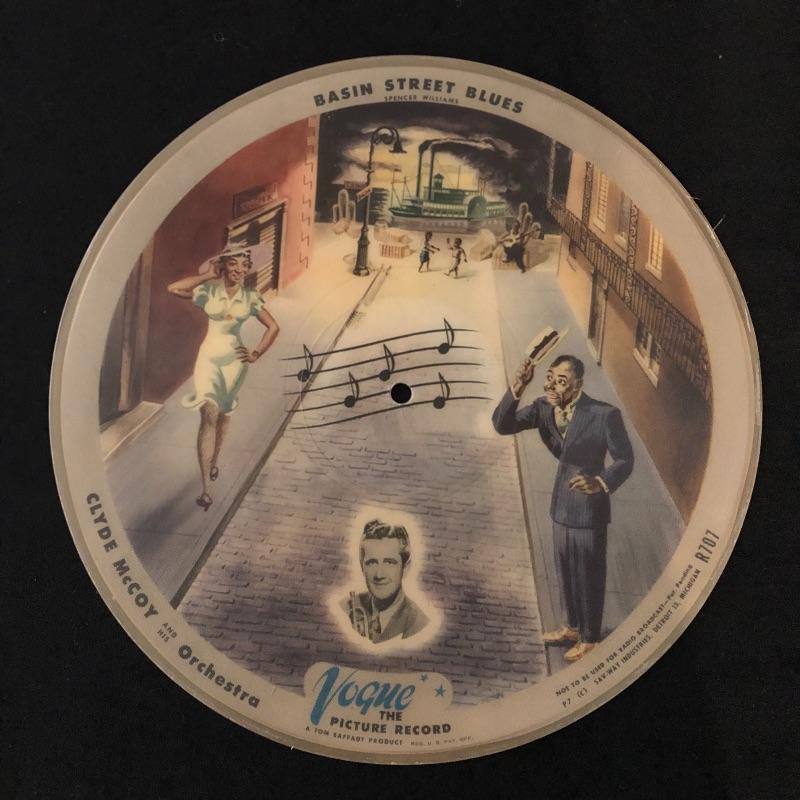 BASIN STREET BLUES
SPENCER WILLIAMS
CLYDE McCOY AND HIS Orchestra
Vogue
THE
PICTURE RECORD
A TOM SAFFADY PRODUCT REG. U. S. PAT. OFF.
NOT TO BE USED FOR RADIO BROADCAST—Pat. Pending
P7 (C) SAV-WAY INDUSTRIES, DETROIT 13, MICHIGAN
R707